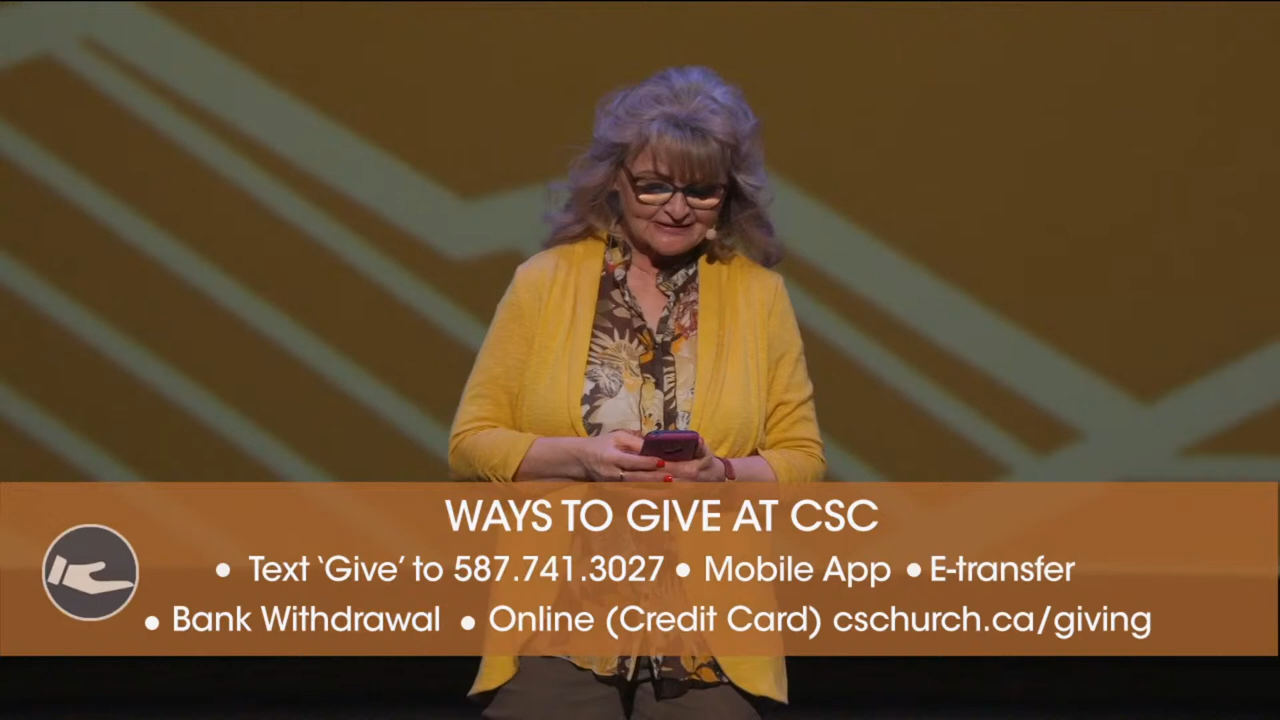 WAYS TO GIVE AT CSC
• Text ‘Give’ to 587.741.3027 • Mobile App • E-transfer
• Bank Withdrawal • Online (Credit Card) cschurch.ca/giving